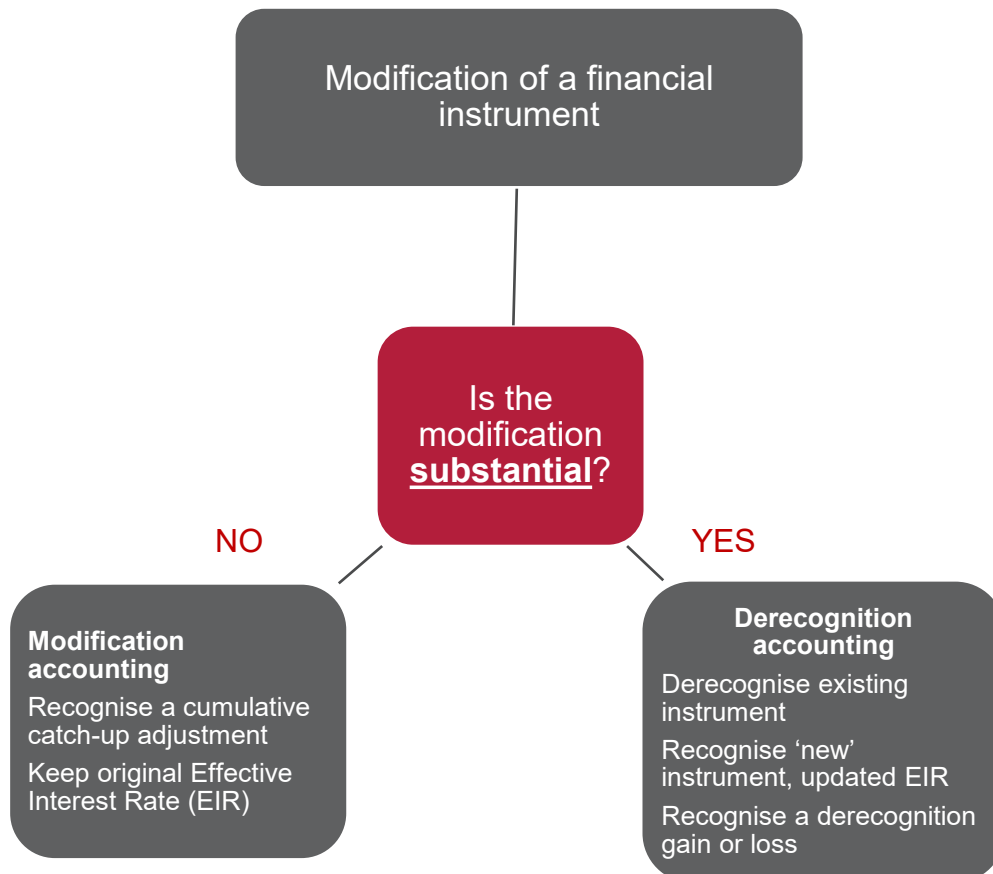 Modification of a financial
instrument
Is the
modification
substantial?
NO
YES
Modification
accounting
Recognise a cumulative
catch-up adjustment
Keep original Effective
Interest Rate (EIR)
Derecognition
accounting
Derecognise existing
instrument
Recognise ‘new’
instrument, updated EIR
Recognise a derecognition
gain or loss